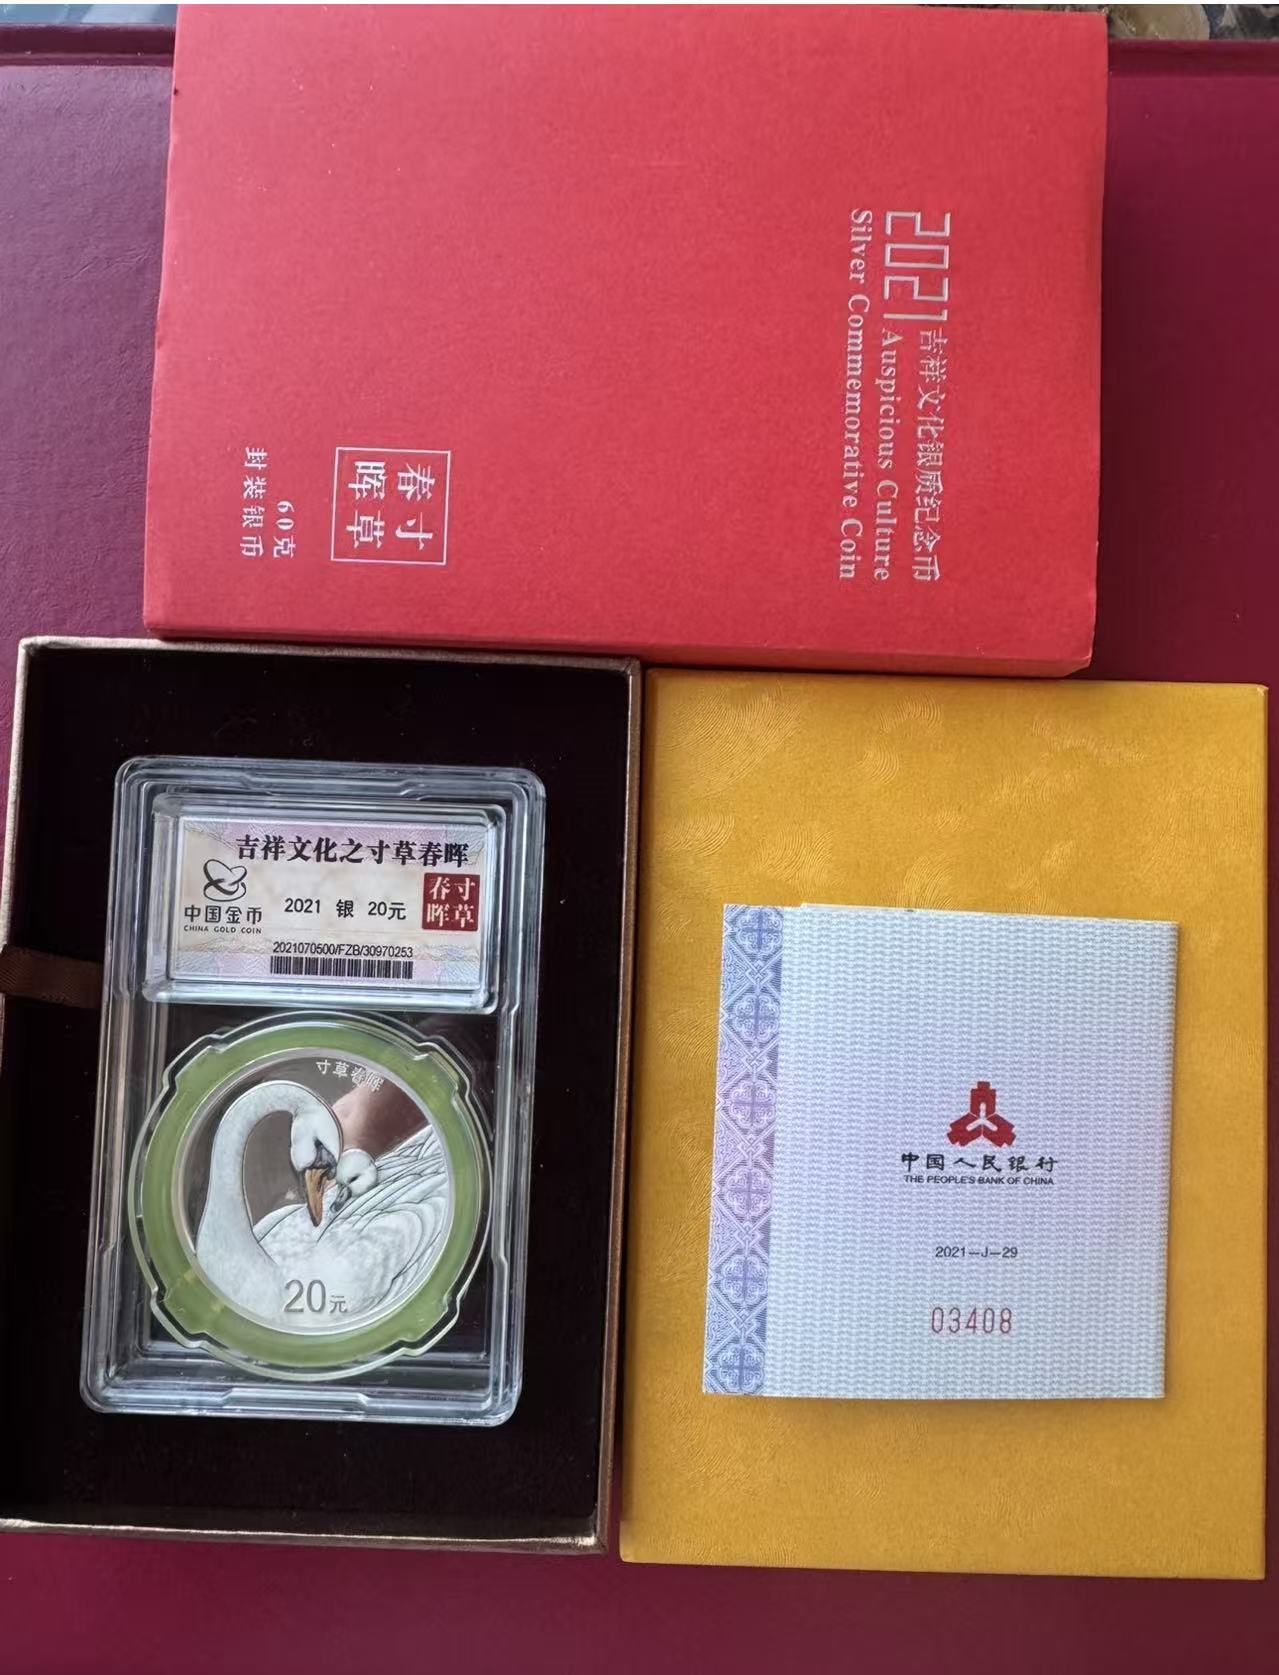 2021吉祥文化银质纪念币
Auspicious Culture
Silver Commemorative Coin
寸草
春晖
60克
封装银币
吉祥文化之寸草春晖
中国金币
CHINA GOLD COIN
2021 银 20元
寸草
春晖
2021070500/FZB/30970253
寸草春晖
20元
中国人民银行
THE PEOPLE'S BANK OF CHINA
2021-J-29
03408